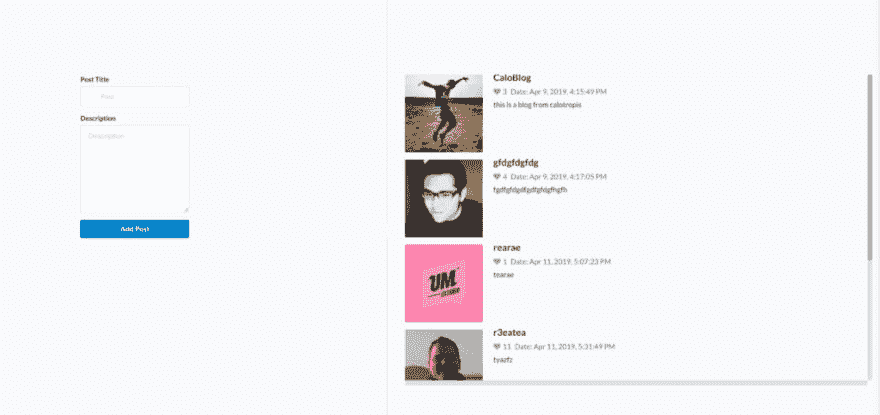 Post Title
Post
Description
Description
Add Post
CaloBlog
3 Date: Apr 9, 2019, 4:15:49 PM
this is a blog from calotropis
gfdgfdgfdg
4 Date: Apr 9, 2019, 4:17:05 PM
rearae
1 Date: Apr 11, 2019, 5:07:23 PM
tearae
UM
r3eatea
11 Date: Apr 11, 2019, 5:31:49 PM
tyazfz